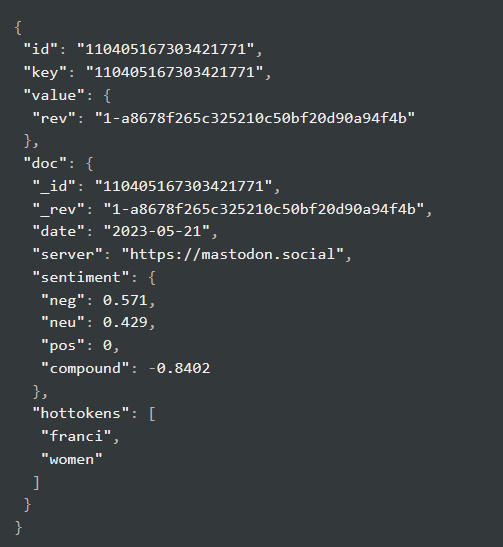 {
"id": "110405167303421771",
"key": "110405167303421771",
"value": {
"rev": "1-a8678f265c325210c50bf20d90a94f4b"
},
"doc": {
"_id": "110405167303421771",
"_rev": "1-a8678f265c325210c50bf20d90a94f4b",
"date": "2023-05-21",
"server": "https://mastodon.social",
"sentiment": {
"neg": 0.571,
"neu": 0.429,
"pos": 0,
"compound": -0.8402
},
"hottokens": [
"franci",
"women"
]
}
}